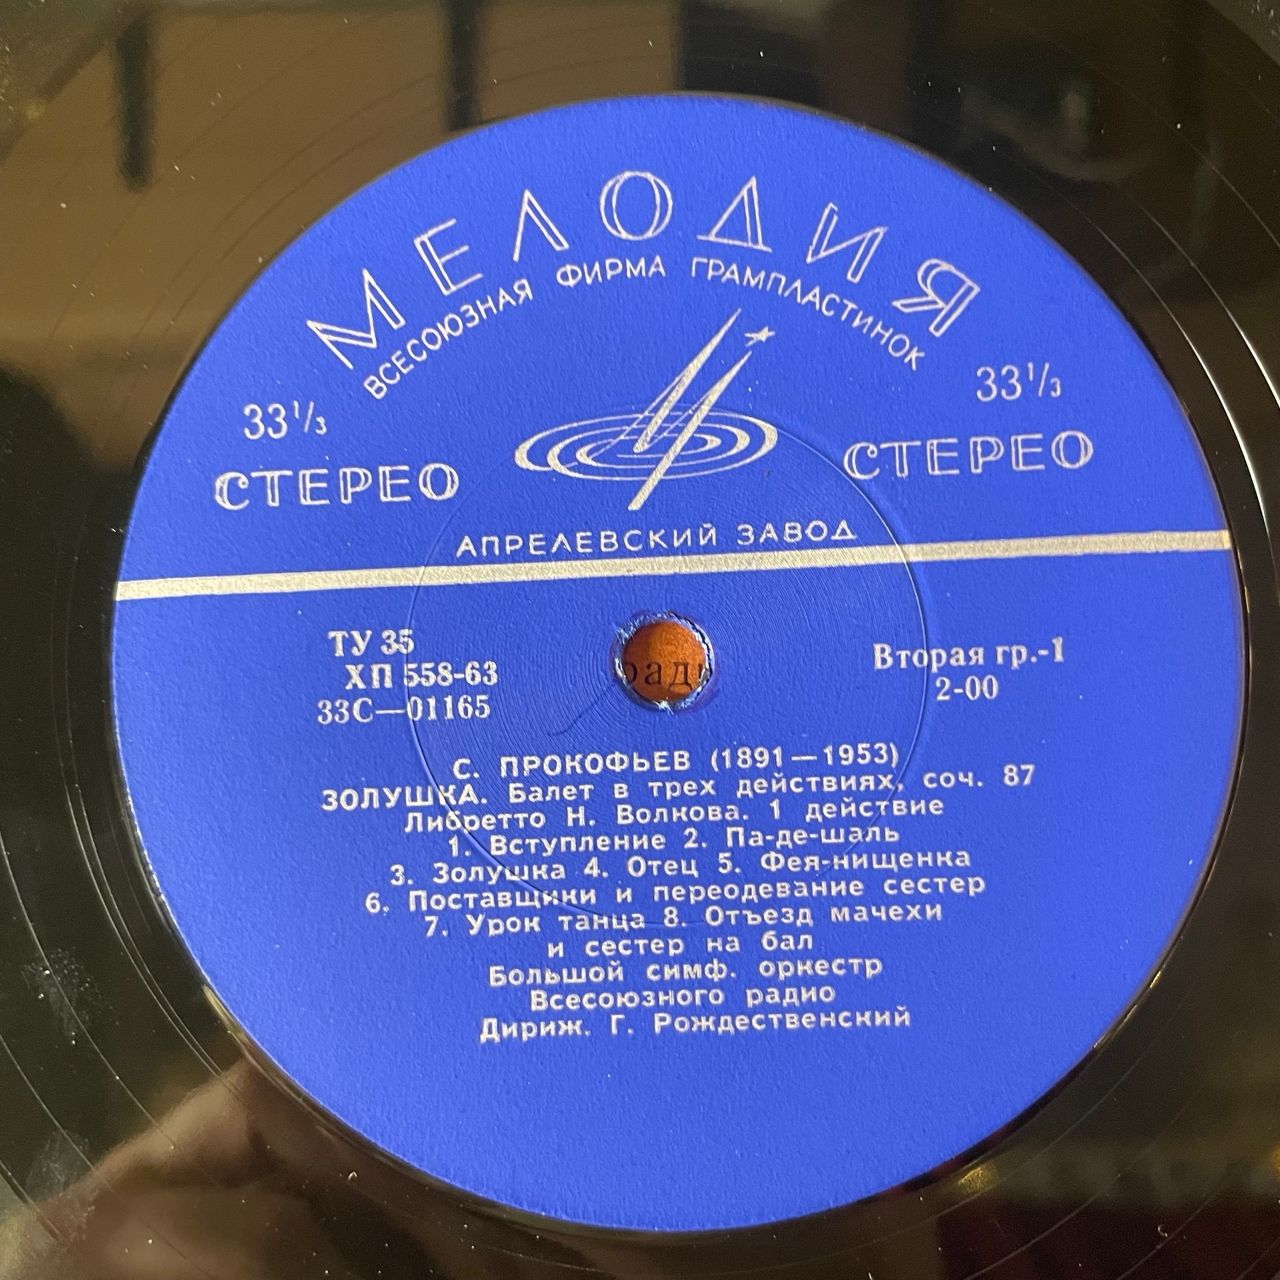 МЕЛОДИЯ
ВСЕСОЮЗНАЯ ФИРМА ГРАМПЛАСТИНОК
33⅓ 33⅓
СТЕРЕО СТЕРЕО
АПРЕЛЕВСКИЙ ЗАВОД
ТУ 35
ХП 558-63
33С—01165
Вторая гр.-1
2-00
ради
С. ПРОКОФЬЕВ (1891—1953)
ЗОЛУШКА. Балет в трех действиях, соч. 87
Либретто Н. Волкова. 1 действие
1. Вступление 2. Па-де-шаль
3. Золушка 4. Отец 5. Фея-нищенка
6. Поставщики и переодевание сестер
7. Урок танца 8. Отъезд мачехи
и сестер на бал
Большой симф. оркестр
Всесоюзного радио
Дириж. Г. Рождественский